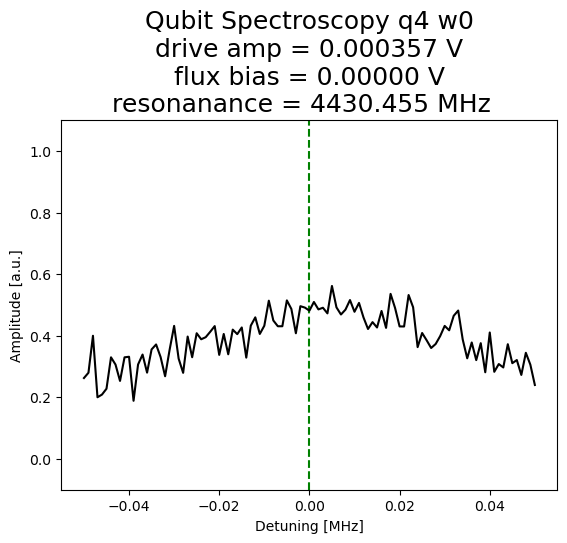 Qubit Spectroscopy q4 w0
drive amp = 0.000357 V
flux bias = 0.00000 V
resonanance = 4430.455 MHz
1.0
0.8
0.6
0.4
0.2
0.0
Amplitude [a.u.]
−0.04 −0.02 0.00 0.02 0.04
Detuning [MHz]